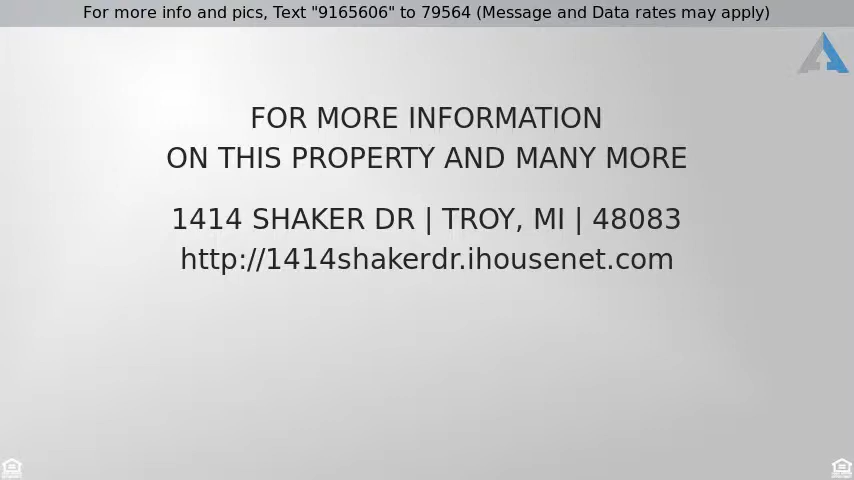 For more info and pics, Text "9165606" to 79564 (Message and Data rates may apply)
FOR MORE INFORMATION
ON THIS PROPERTY AND MANY MORE
1414 SHAKER DR | TROY, MI | 48083
http://1414shakerdr.ihousenet.com